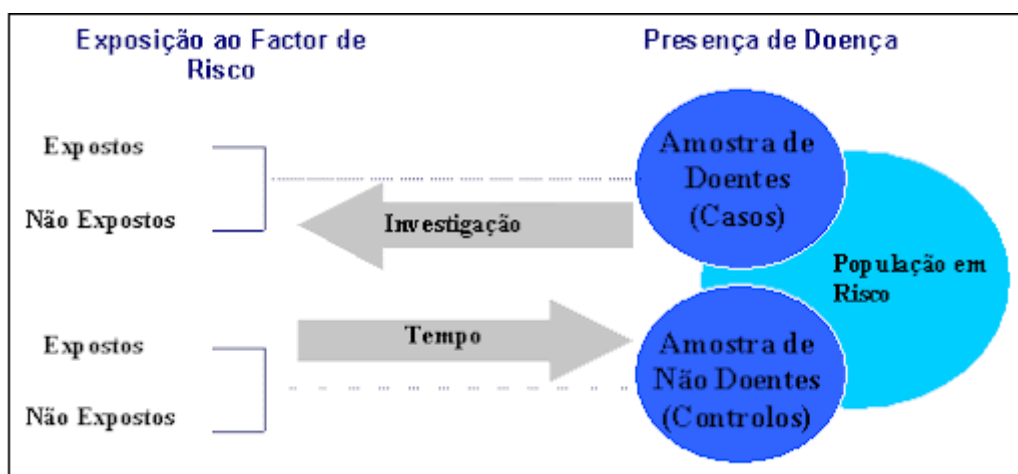 Exposição ao Factor de
Risco
Presença de Doença
Expostos
Não Expostos
Investigação
Amostra de
Doentes
(Casos)
População em
Risco
Expostos
Não Expostos
Tempo
Amostra de
Não Doentes
(Controlos)